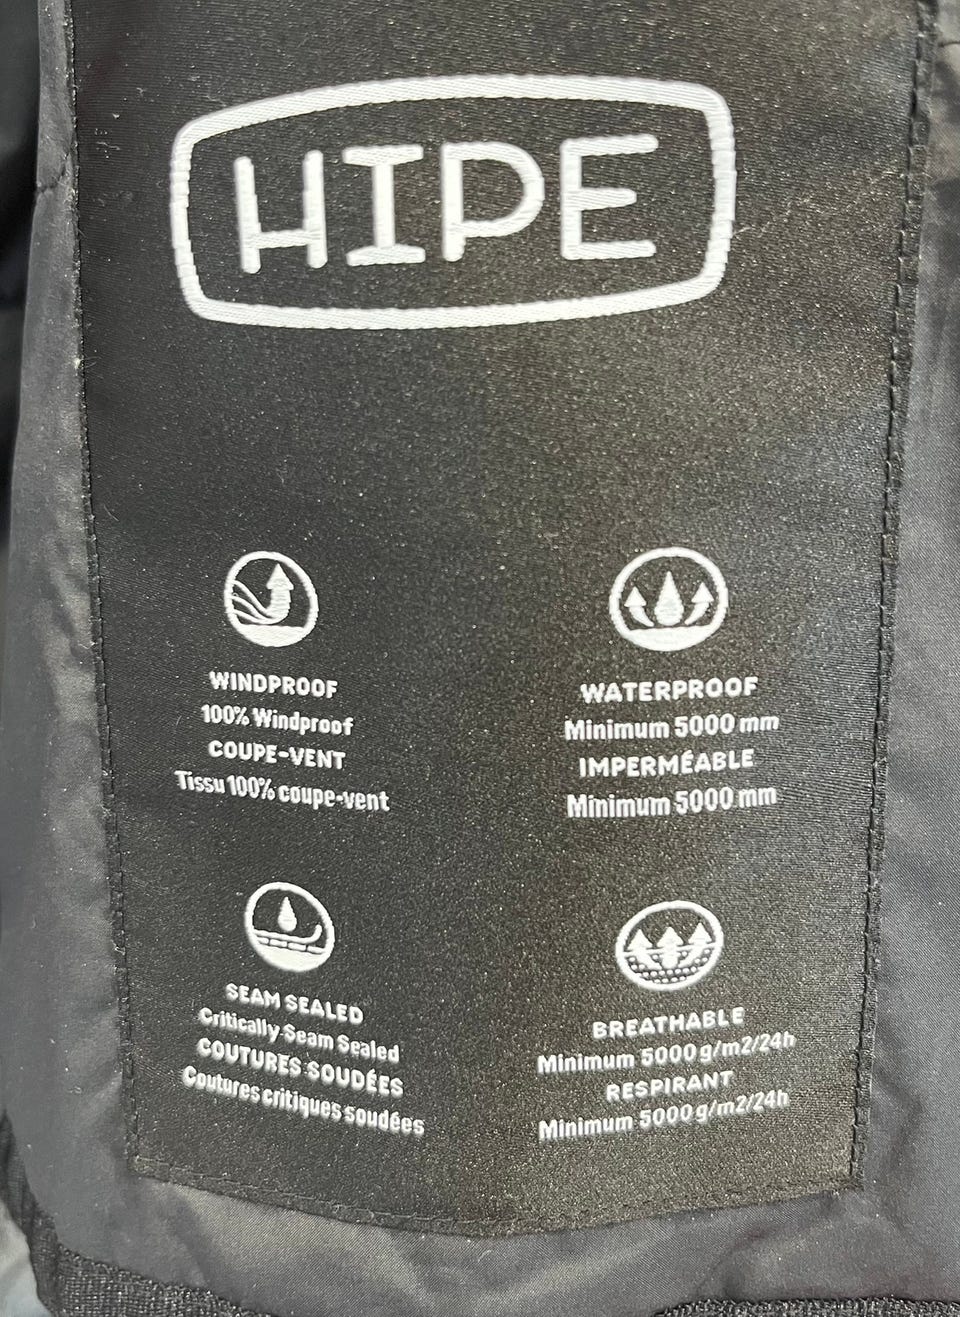 HIPE
WINDPROOF
100% Windproof
COUPE-VENT
Tissu 100% coupe-vent
WATERPROOF
Minimum 5000 mm
IMPERMÉABLE
Minimum 5000 mm
SEAM SEALED
Critically Seam Sealed
COUTURES SOUDÉES
Coutures critiques soudées
BREATHABLE
Minimum 5000 g/m2/24h
RESPIRANT
Minimum 5000 g/m2/24h